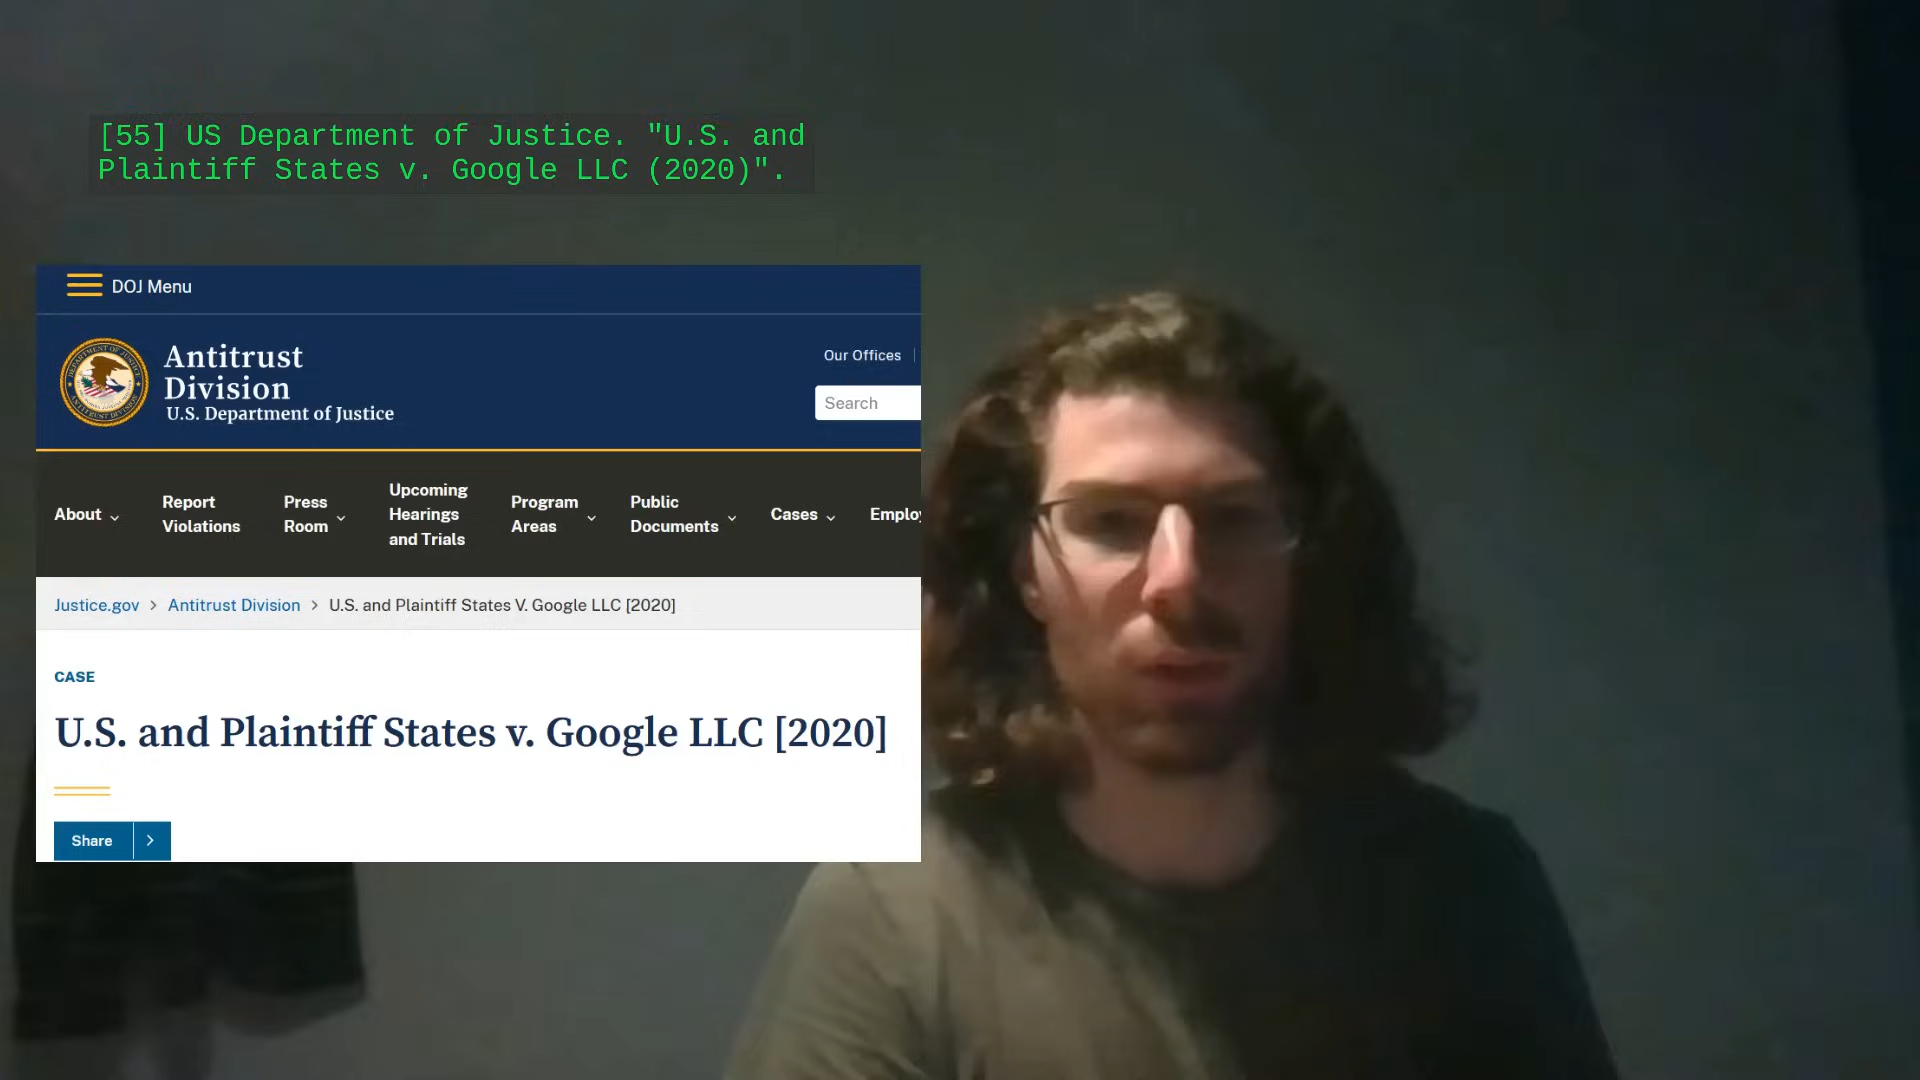 [55] US Department of Justice. "U.S. and
Plaintiff States v. Google LLC (2020)".
DOJ Menu
Antitrust
Division
U.S. Department of Justice
Our Offices
Search
About
Report
Violations
Press
Room
Upcoming
Hearings
and Trials
Program
Areas
Public
Documents
Cases
Employ
Justice.gov > Antitrust Division > U.S. and Plaintiff States V. Google LLC [2020]
CASE
U.S. and Plaintiff States v. Google LLC [2020]
Share